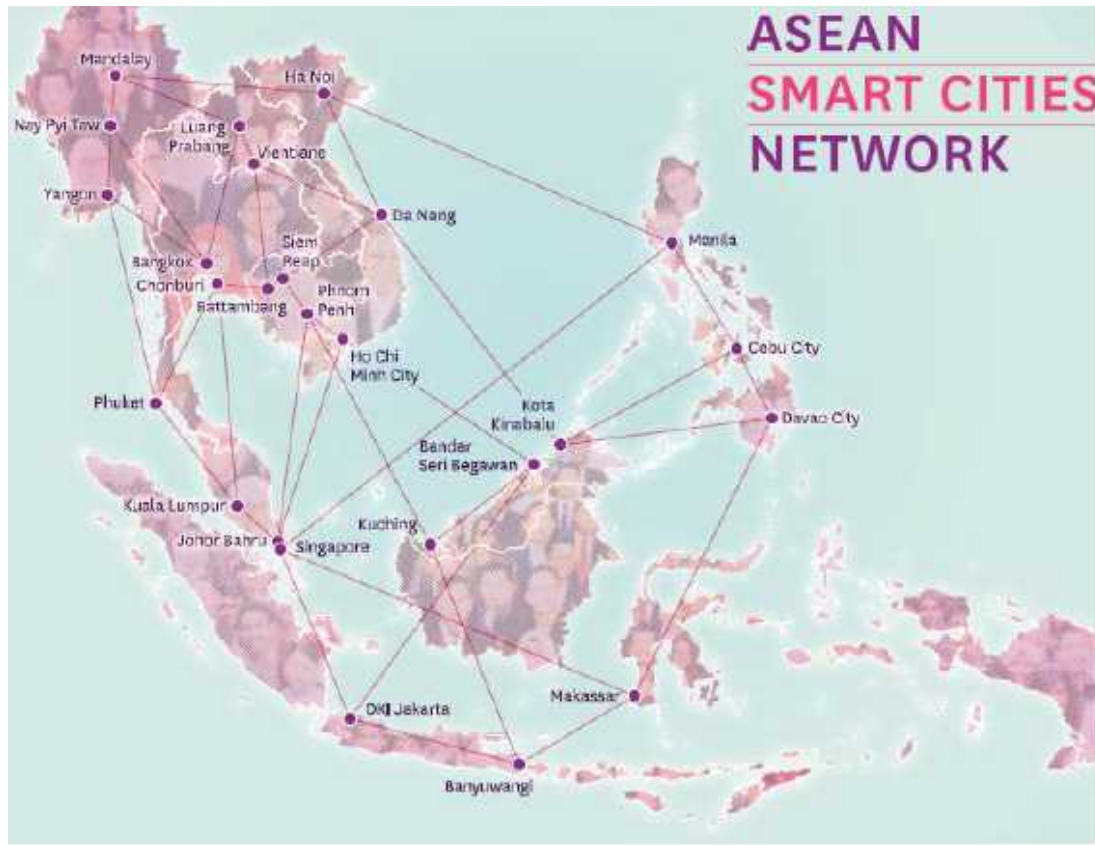 ASEAN
SMART CITIES
NETWORK
Mandalay
Ha Noi
Nay Pyi Taw
Luang
Prabang
Vientiane
Yangon
Da Nang
Siem
Reap
Manila
Bangkok
Chonburi
Battambang
Phnom
Penh
Ho Chi
Minh City
Cebu City
Phuket
Kota
Kinabalu
Davao City
Bandar
Seri Begawan
Kuala Lumpur
Kuching
Johor Bahru
Singapore
Makassar
DKI Jakarta
Banyuwangi